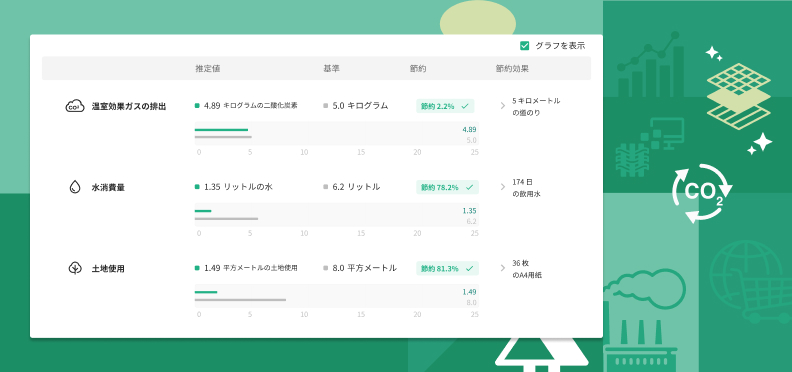 グラフを表示
推定値 基準 節約 節約効果
温室効果ガスの排出 4.89 キログラムの二酸化炭素 5.0 キログラム 節約 2.2% 5 キロメートル
の道のり
4.89
5.0
0 5 10 15 20 25
水消費量 1.35 リットルの水 6.2 リットル 節約 78.2% 174 日
の飲用水
1.35
6.2
0 5 10 15 20 25
土地使用 1.49 平方メートルの土地使用 8.0 平方メートル 節約 81.3% 36 枚
のA4用紙
1.49
8.0
0 5 10 15 20 25
CO2